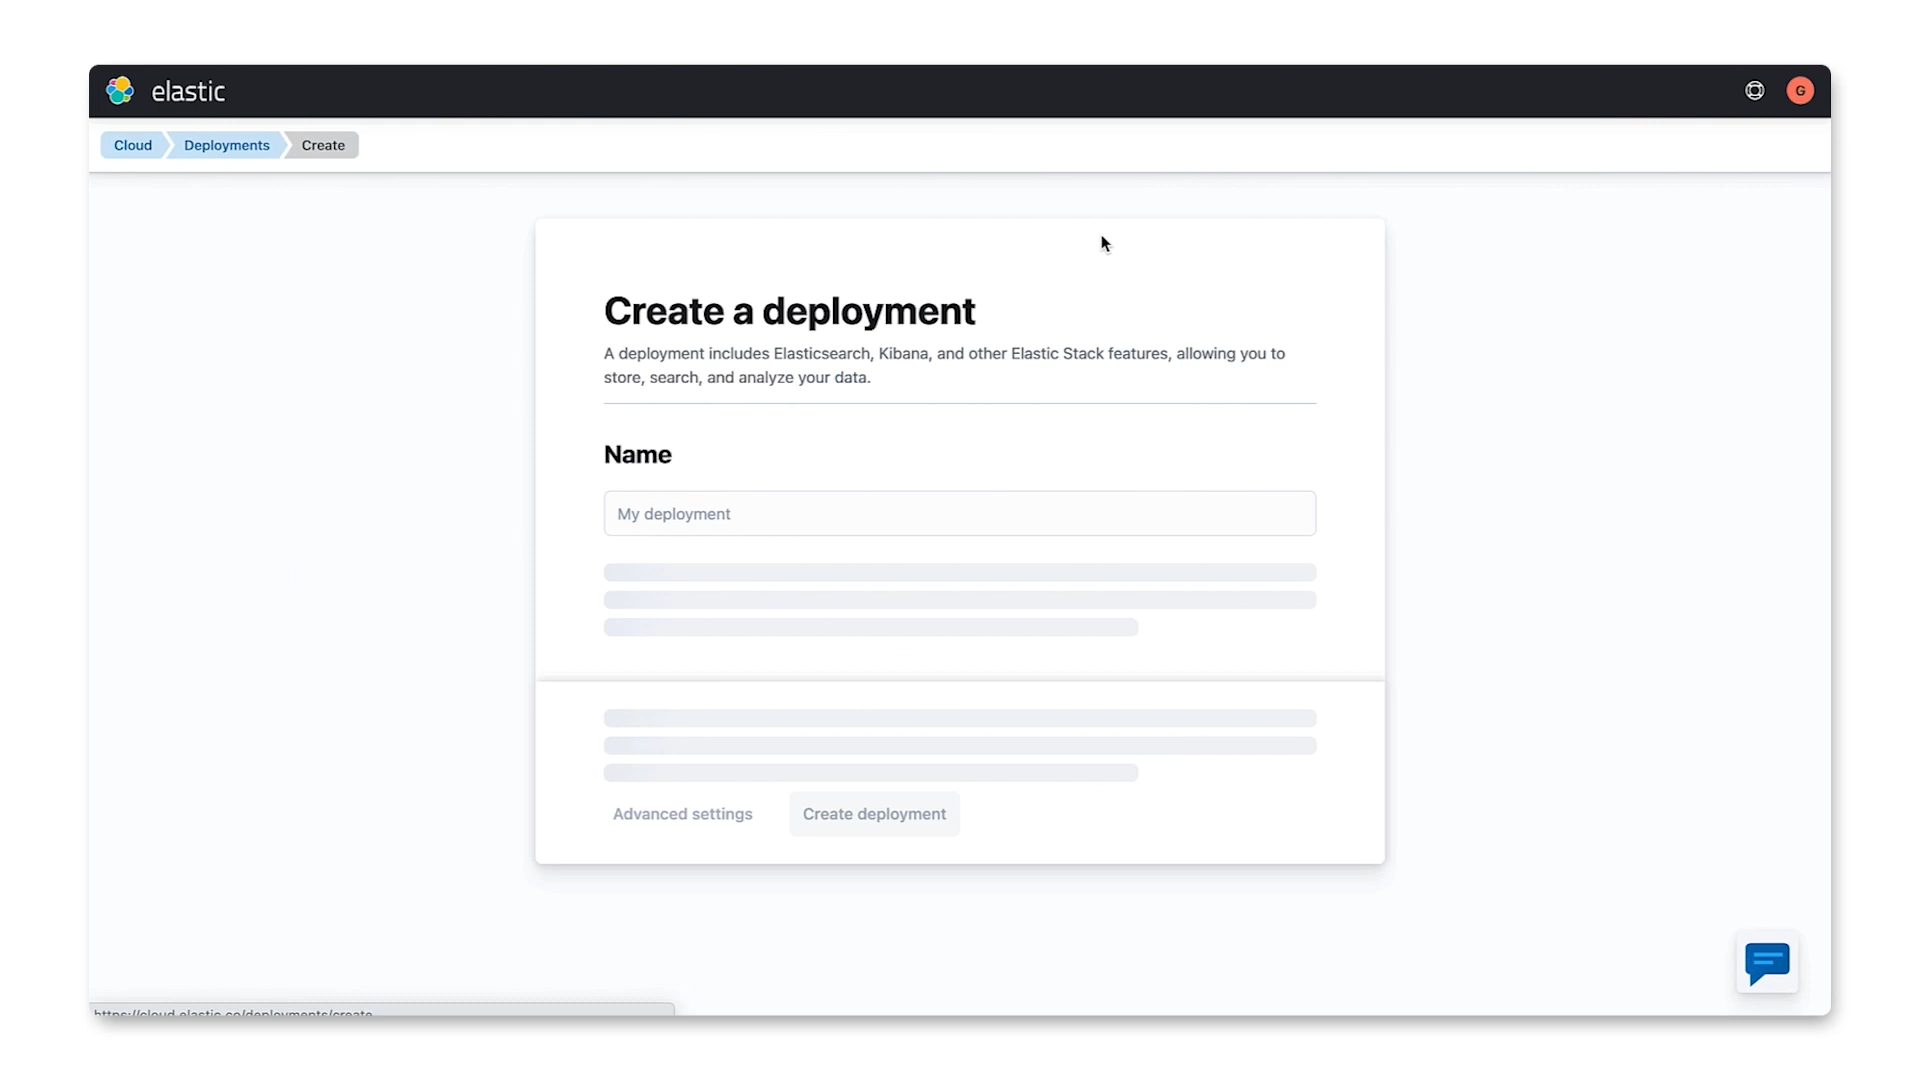 elastic
G
Cloud
Deployments
Create
Create a deployment
A deployment includes Elasticsearch, Kibana, and other Elastic Stack features, allowing you to
store, search, and analyze your data.
Name
My deployment
Advanced settings
Create deployment
https://cloud.elastic.co/deployments/create